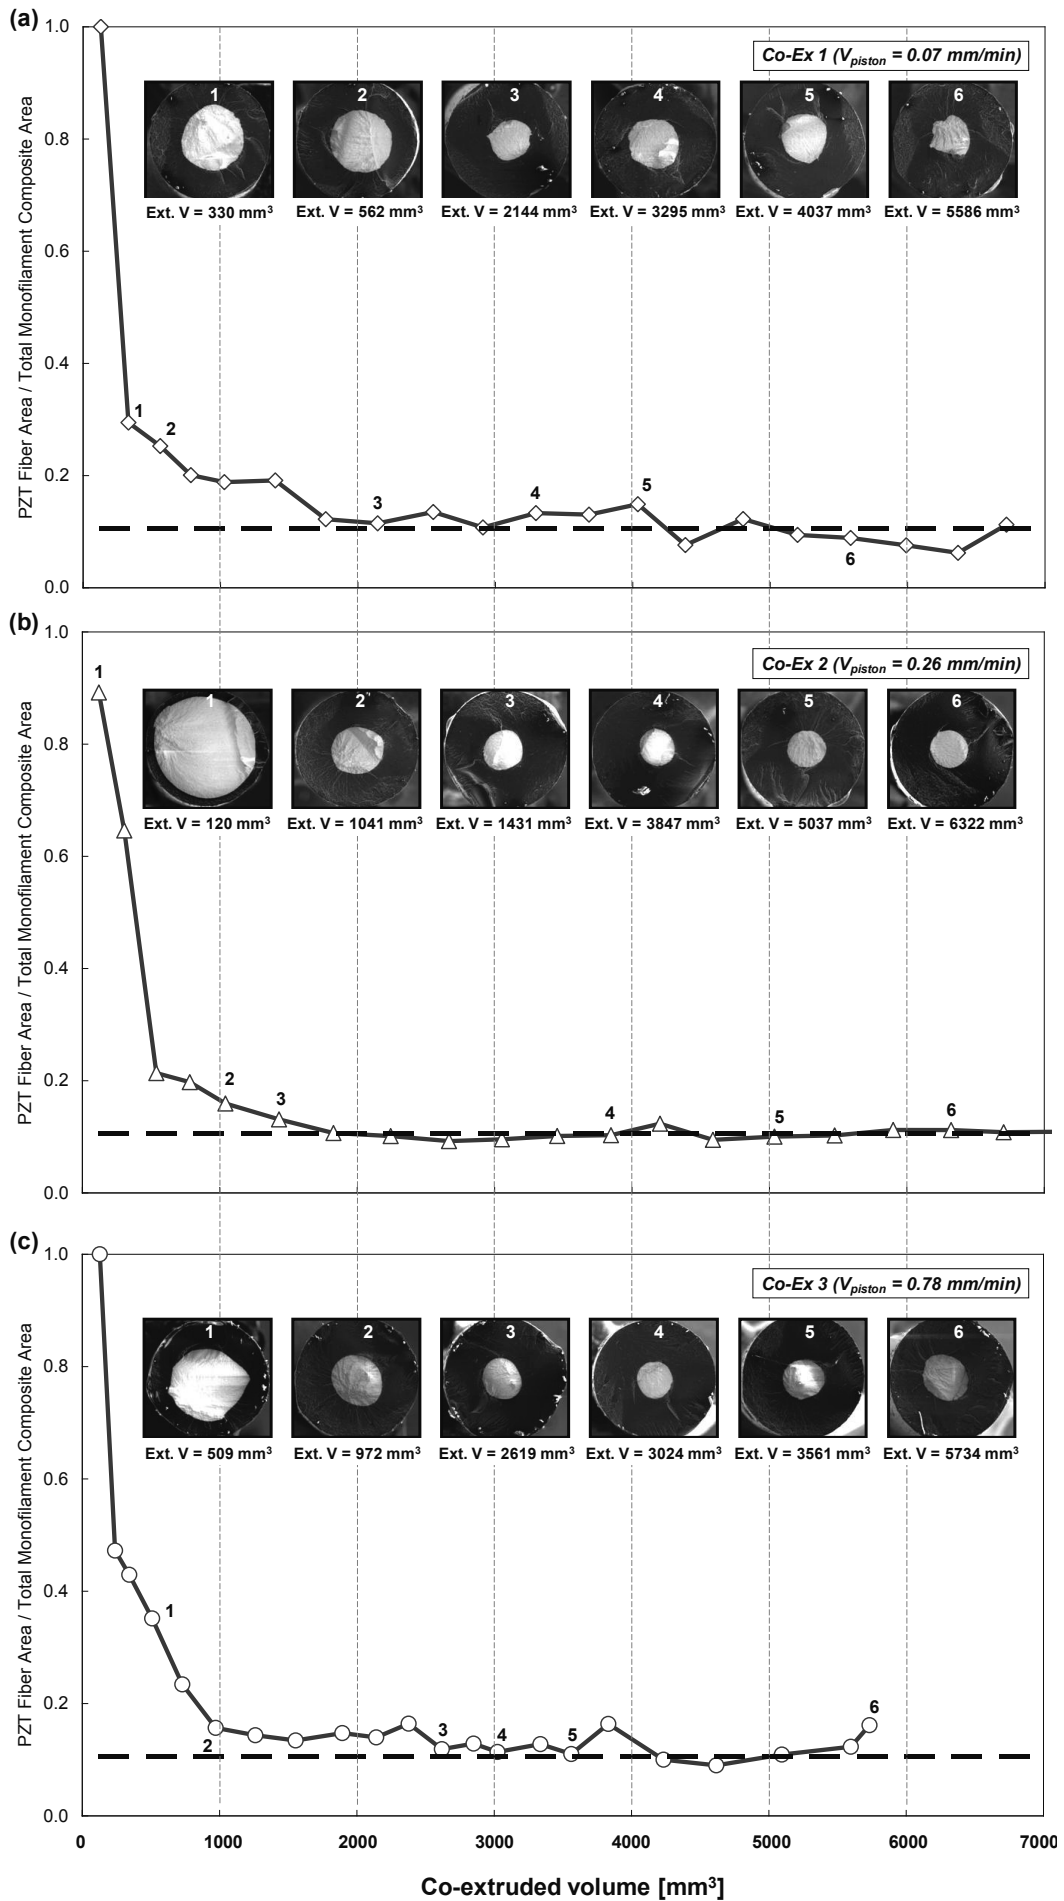 (a)
1.0
0.8
0.6
0.4
0.2
0.0
PZT Fiber Area / Total Monofilament Composite Area
Co-Ex 1 (Vpiston = 0.07 mm/min)
1 2 3 4 5 6
Ext. V = 330 mm³ Ext. V = 562 mm³ Ext. V = 2144 mm³ Ext. V = 3295 mm³ Ext. V = 4037 mm³ Ext. V = 5586 mm³
1
2
3
4
5
6
(b)
1.0
0.8
0.6
0.4
0.2
0.0
PZT Fiber Area / Total Monofilament Composite Area
Co-Ex 2 (Vpiston = 0.26 mm/min)
1 2 3 4 5 6
Ext. V = 120 mm³ Ext. V = 1041 mm³ Ext. V = 1431 mm³ Ext. V = 3847 mm³ Ext. V = 5037 mm³ Ext. V = 6322 mm³
1
2
3
4
5
6
(c)
1.0
0.8
0.6
0.4
0.2
0.0
PZT Fiber Area / Total Monofilament Composite Area
Co-Ex 3 (Vpiston = 0.78 mm/min)
1 2 3 4 5 6
Ext. V = 509 mm³ Ext. V = 972 mm³ Ext. V = 2619 mm³ Ext. V = 3024 mm³ Ext. V = 3561 mm³ Ext. V = 5734 mm³
1
2
3
4
5
6
0 1000 2000 3000 4000 5000 6000 7000
Co-extruded volume [mm³]